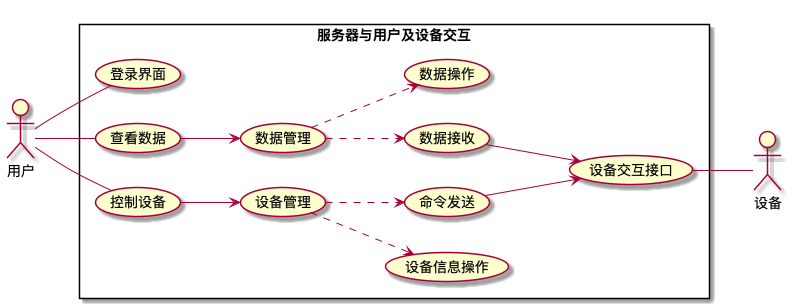 服务器与用户及设备交互
登录界面
数据操作
用户
查看数据
数据管理
数据接收
设备交互接口
设备
控制设备
设备管理
命令发送
设备信息操作